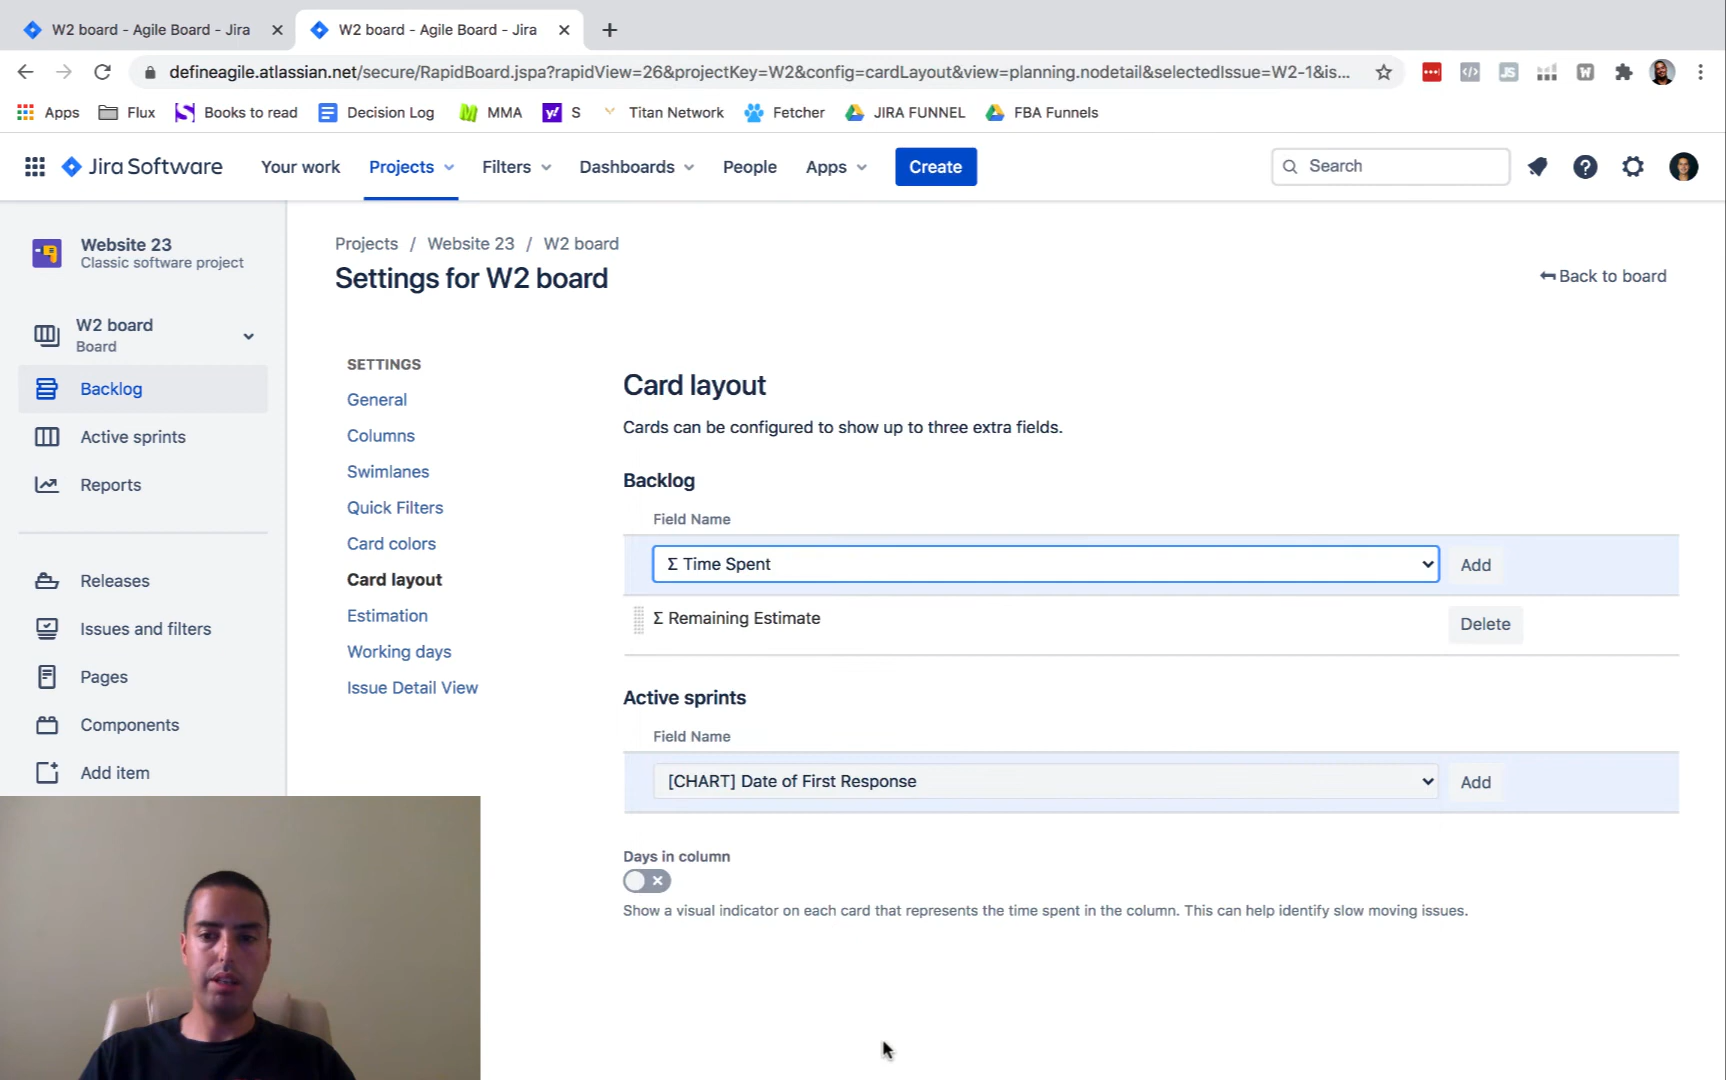 W2 board - Agile Board - Jira
W2 board - Agile Board - Jira
defineagile.atlassian.net/secure/RapidBoard.jspa?rapidView=26&projectKey=W2&config=cardLayout&view=planning.nodetail&selectedIssue=W2-1&is...
Apps Flux Books to read Decision Log MMA S Titan Network Fetcher JIRA FUNNEL FBA Funnels
Jira Software Your work Projects Filters Dashboards People Apps Create Search
Website 23
Classic software project
W2 board
Board
Backlog
Active sprints
Reports
Releases
Issues and filters
Pages
Components
Add item
Projects / Website 23 / W2 board
Settings for W2 board
Back to board
SETTINGS
General
Columns
Swimlanes
Quick Filters
Card colors
Card layout
Estimation
Working days
Issue Detail View
Card layout
Cards can be configured to show up to three extra fields.
Backlog
Field Name
Σ Time Spent Add
Σ Remaining Estimate Delete
Active sprints
Field Name
[CHART] Date of First Response Add
Days in column
Show a visual indicator on each card that represents the time spent in the column. This can help identify slow moving issues.